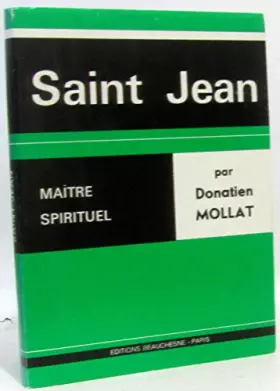 Saint Jean
MAÎTRE
SPIRITUEL
par
Donatien
MOLLAT
EDITIONS BEAUCHESNE - PARIS